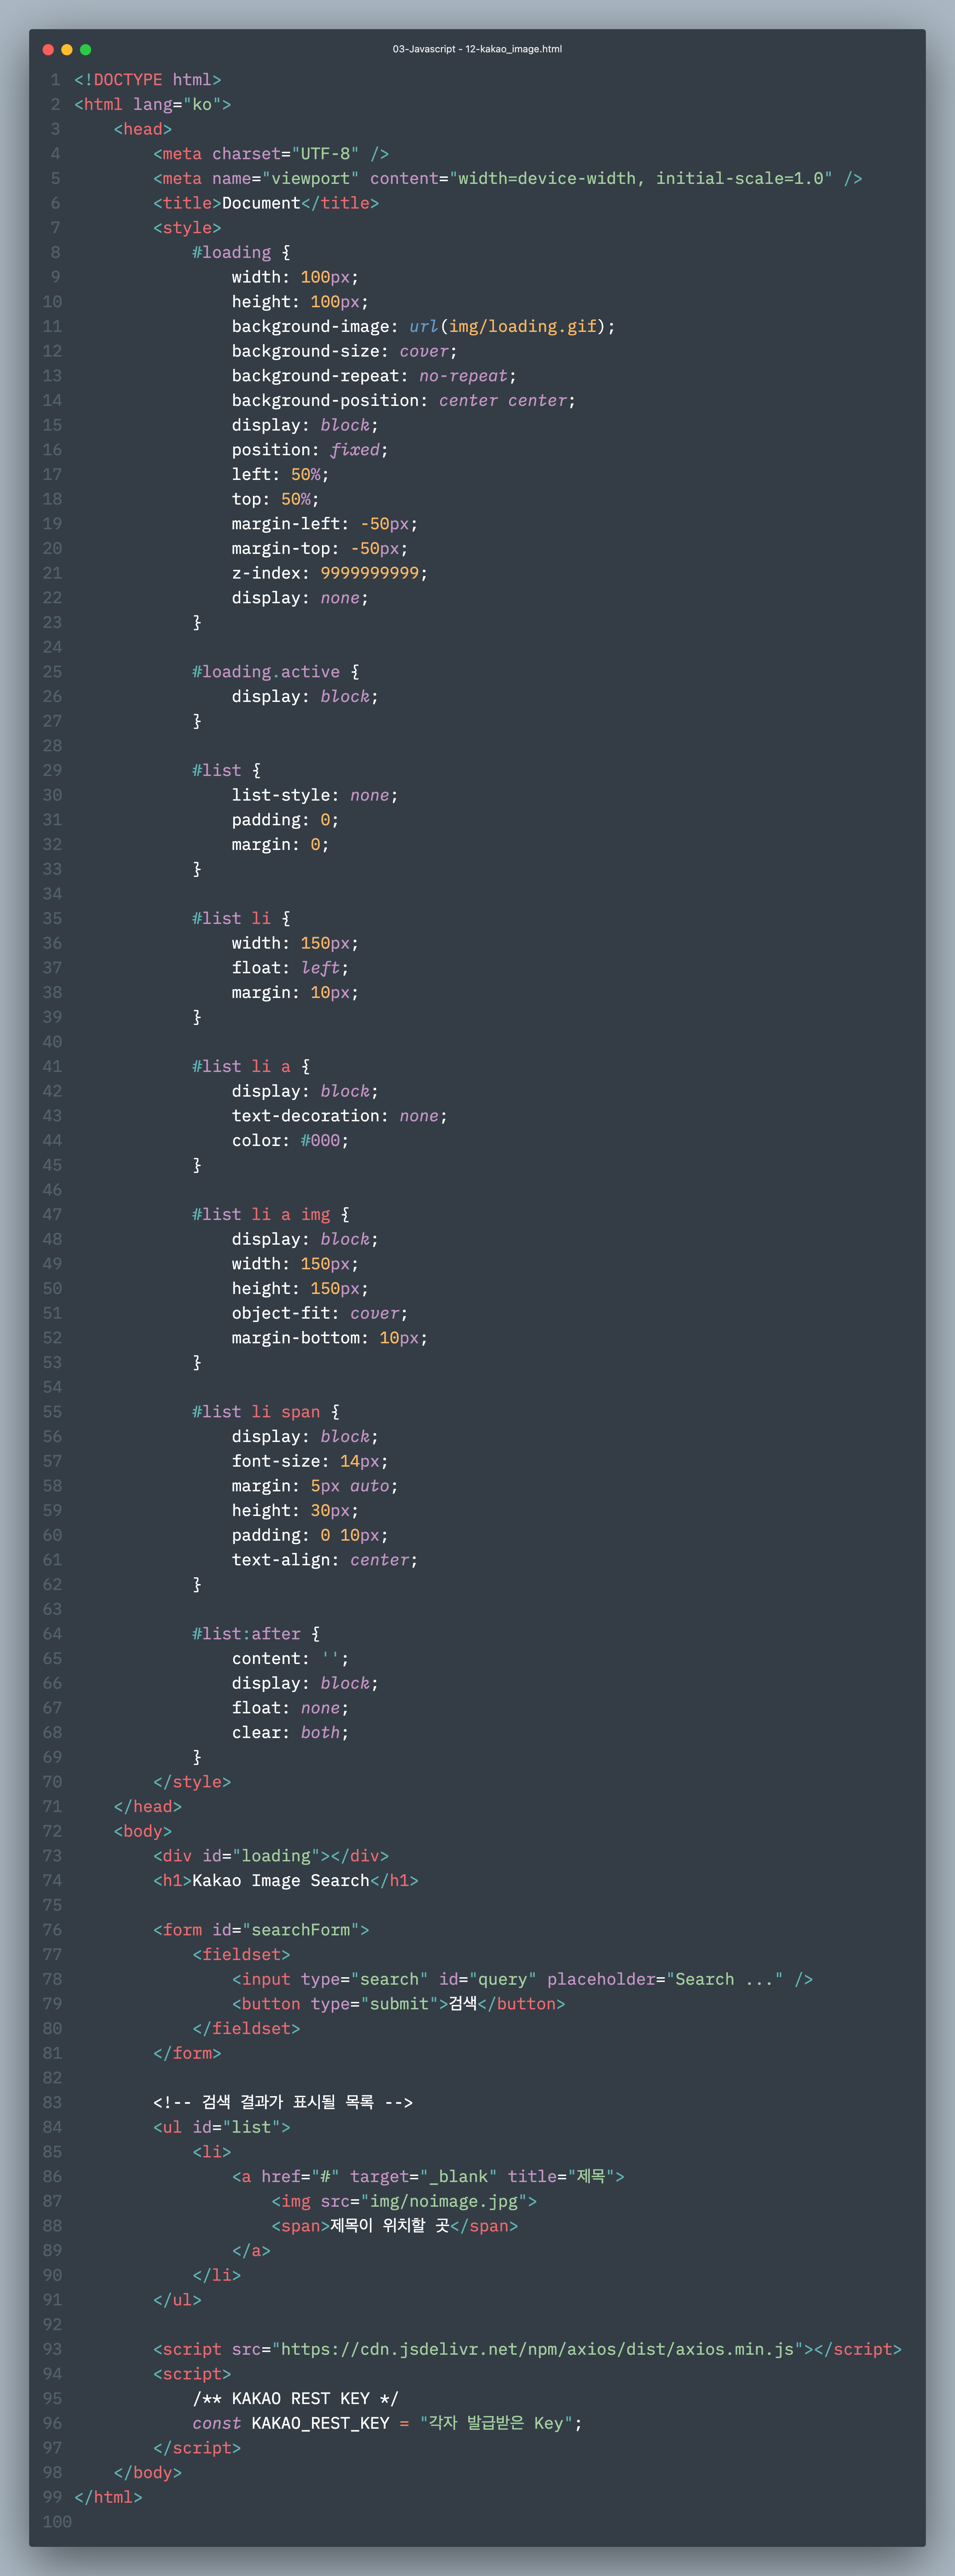 03-Javascript - 12-kakao_image.html
1 <!DOCTYPE html>
2 <html lang="ko">
3     <head>
4         <meta charset="UTF-8" />
5         <meta name="viewport" content="width=device-width, initial-scale=1.0" />
6         <title>Document</title>
7         <style>
8             #loading {
9                 width: 100px;
10                 height: 100px;
11                 background-image: url(img/loading.gif);
12                 background-size: cover;
13                 background-repeat: no-repeat;
14                 background-position: center center;
15                 display: block;
16                 position: fixed;
17                 left: 50%;
18                 top: 50%;
19                 margin-left: -50px;
20                 margin-top: -50px;
21                 z-index: 9999999999;
22                 display: none;
23             }
24
25             #loading.active {
26                 display: block;
27             }
28
29             #list {
30                 list-style: none;
31                 padding: 0;
32                 margin: 0;
33             }
34
35             #list li {
36                 width: 150px;
37                 float: left;
38                 margin: 10px;
39             }
40
41             #list li a {
42                 display: block;
43                 text-decoration: none;
44                 color: #000;
45             }
46
47             #list li a img {
48                 display: block;
49                 width: 150px;
50                 height: 150px;
51                 object-fit: cover;
52                 margin-bottom: 10px;
53             }
54
55             #list li span {
56                 display: block;
57                 font-size: 14px;
58                 margin: 5px auto;
59                 height: 30px;
60                 padding: 0 10px;
61                 text-align: center;
62             }
63
64             #list:after {
65                 content: '';
66                 display: block;
67                 float: none;
68                 clear: both;
69             }
70         </style>
71     </head>
72     <body>
73         <div id="loading"></div>
74         <h1>Kakao Image Search</h1>
75
76         <form id="searchForm">
77             <fieldset>
78                 <input type="search" id="query" placeholder="Search ..." />
79                 <button type="submit">검색</button>
80             </fieldset>
81         </form>
82
83         <!-- 검색 결과가 표시될 목록 -->
84         <ul id="list">
85             <li>
86                 <a href="#" target="_blank" title="제목">
87                     <img src="img/noimage.jpg">
88                     <span>제목이 위치할 곳</span>
89                 </a>
90             </li>
91         </ul>
92
93         <script src="https://cdn.jsdelivr.net/npm/axios/dist/axios.min.js"></script>
94         <script>
95             /** KAKAO REST KEY */
96             const KAKAO_REST_KEY = "각자 발급받은 Key";
97         </script>
98     </body>
99 </html>
100